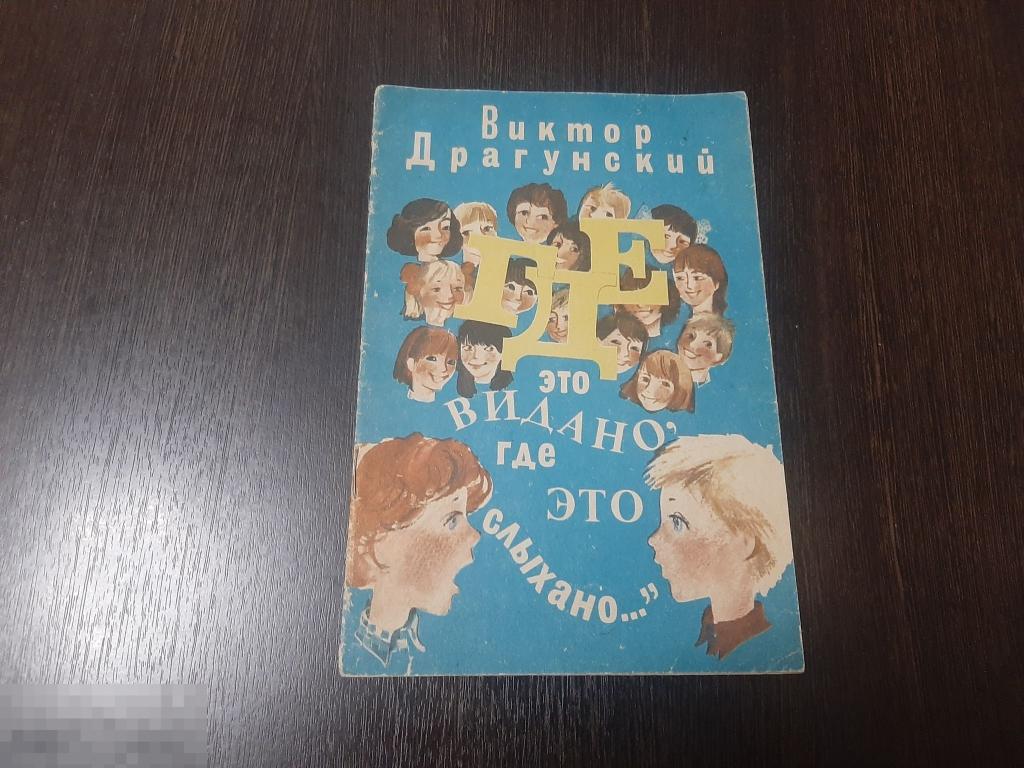 Виктор
Драгунский
ГДЕ
это
ВИДАНО,
где
ЭТО
слыхано..."